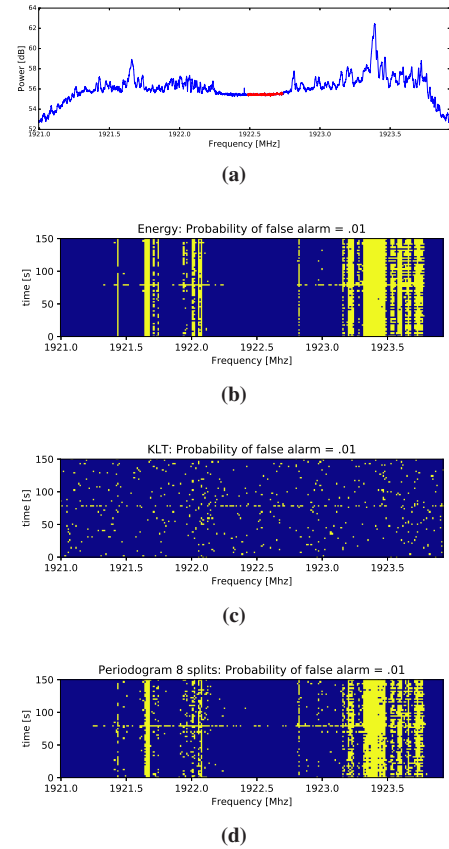 64
62
60
58
56
54
52
Power [dB]
1921.0 1921.5 1922.0 1922.5 1923.0 1923.5
Frequency [MHz]
(a)
Energy: Probability of false alarm = .01
150
100
50
0
time [s]
1921.0 1921.5 1922.0 1922.5 1923.0 1923.5
Frequency [Mhz]
(b)
KLT: Probability of false alarm = .01
150
100
50
0
time [s]
1921.0 1921.5 1922.0 1922.5 1923.0 1923.5
Frequency [Mhz]
(c)
Periodogram 8 splits: Probability of false alarm = .01
150
100
50
0
time [s]
1921.0 1921.5 1922.0 1922.5 1923.0 1923.5
Frequency [Mhz]
(d)